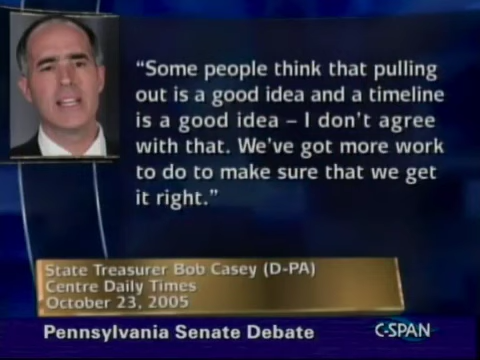 “Some people think that pulling
out is a good idea and a timeline
is a good idea – I don’t agree
with that. We’ve got more work
to do to make sure that we get
it right.”
State Treasurer Bob Casey (D-PA)
Centre Daily Times
October 23, 2005
Pennsylvania Senate Debate
C-SPAN